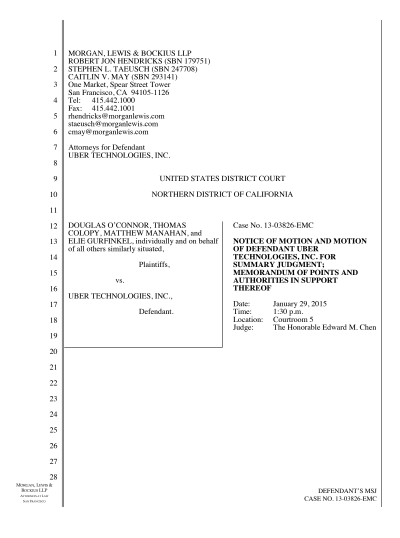 1 MORGAN, LEWIS & BOCKIUS LLP
ROBERT JON HENDRICKS (SBN 179751)
2 STEPHEN L. TAEUSCH (SBN 247708)
CAITLIN V. MAY (SBN 293141)
3 One Market, Spear Street Tower
San Francisco, CA 94105-1126
4 Tel: 415.442.1000
Fax: 415.442.1001
5 rhendricks@morganlewis.com
staeusch@morganlewis.com
6 cmay@morganlewis.com
7 Attorneys for Defendant
UBER TECHNOLOGIES, INC.
8
9 UNITED STATES DISTRICT COURT
10 NORTHERN DISTRICT OF CALIFORNIA
11
12 DOUGLAS O'CONNOR, THOMAS
COLOPY, MATTHEW MANAHAN, and
13 ELIE GURFINKEL, individually and on behalf
of all others similarly situated,
14
Plaintiffs,
15
vs.
16
UBER TECHNOLOGIES, INC.,
17
Defendant.
18
19
Case No. 13-03826-EMC
NOTICE OF MOTION AND MOTION
OF DEFENDANT UBER
TECHNOLOGIES, INC. FOR
SUMMARY JUDGMENT;
MEMORANDUM OF POINTS AND
AUTHORITIES IN SUPPORT
THEREOF
Date: January 29, 2015
Time: 1:30 p.m.
Location: Courtroom 5
Judge: The Honorable Edward M. Chen
20
21
22
23
24
25
26
27
28
MORGAN, LEWIS &
BOCKIUS LLP
ATTORNEYS AT LAW
SAN FRANCISCO
DEFENDANT'S MSJ
CASE NO. 13-03826-EMC